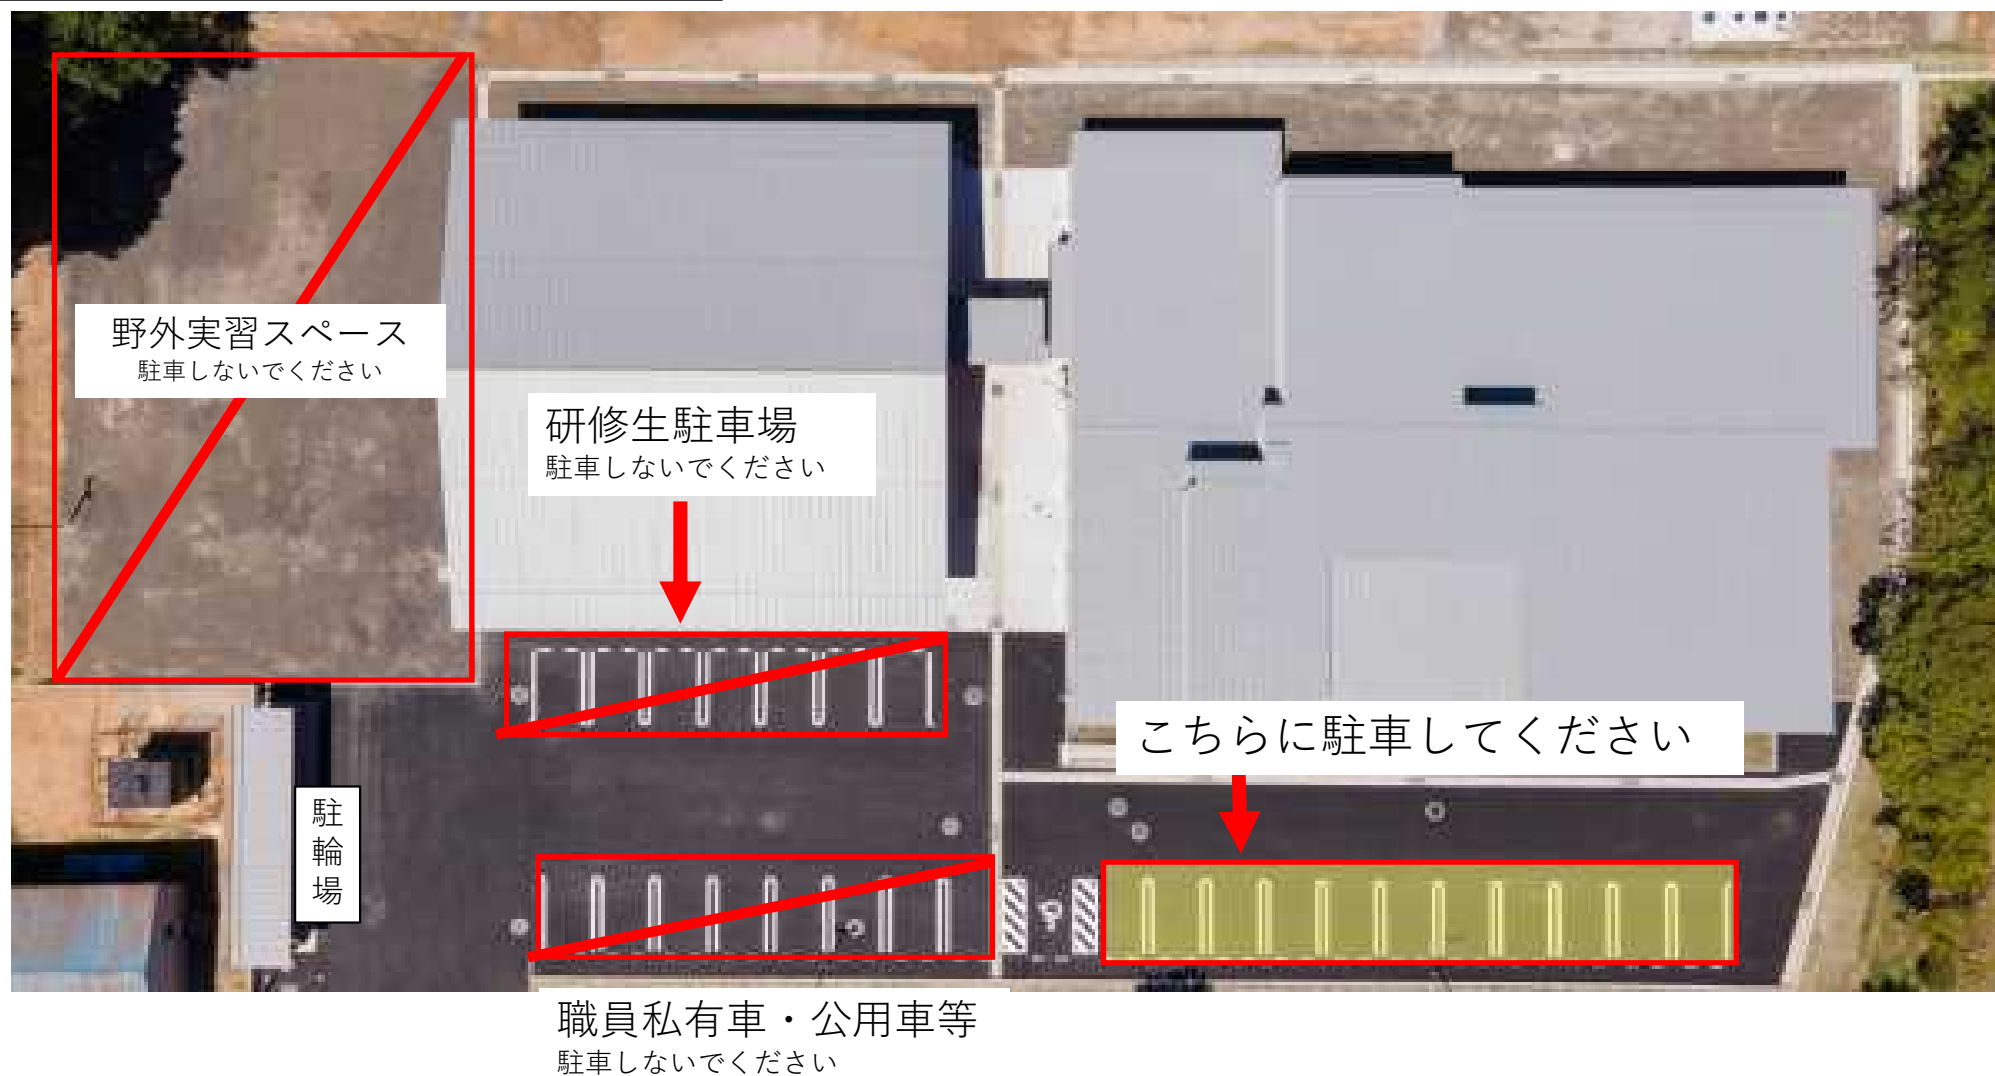 野外実習スペース
駐車しないでください
研修生駐車場
駐車しないでください
こちらに駐車してください
駐輪場
職員私有車・公用車等
駐車しないでください